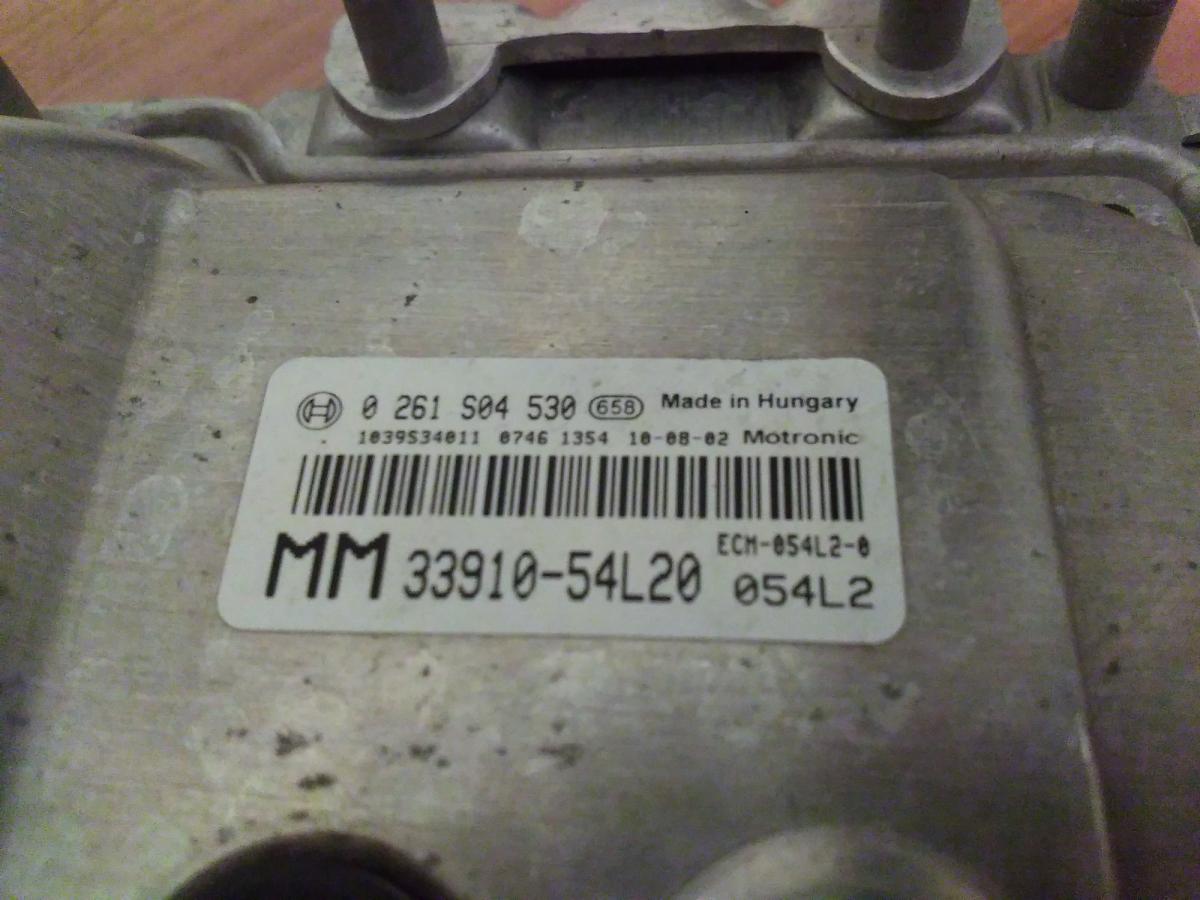 0 261 S04 530 658 Made in Hungary
1039S34011 0746 1354 10-08-02 Motronic
MM 33910-54L20 ECM-054L2-0
054L2